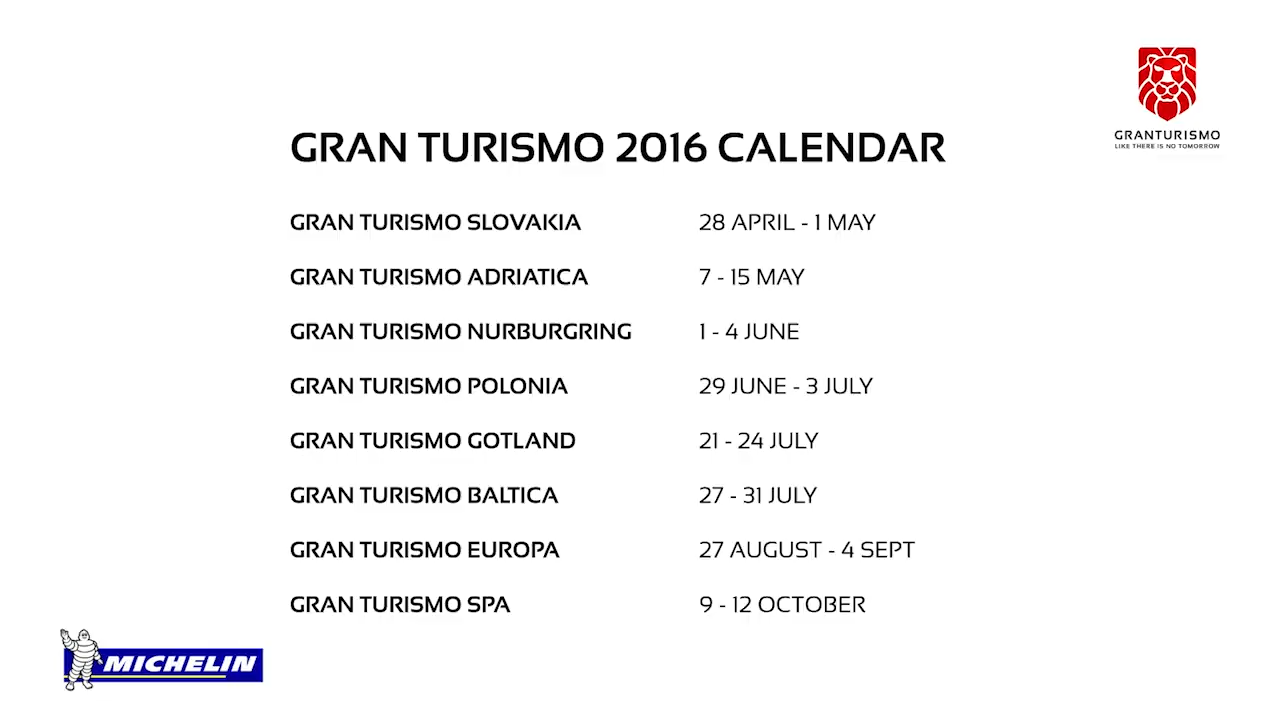 GRANTURISMO
LIKE THERE IS NO TOMORROW
GRAN TURISMO 2016 CALENDAR
GRAN TURISMO SLOVAKIA 28 APRIL - 1 MAY
GRAN TURISMO ADRIATICA 7 - 15 MAY
GRAN TURISMO NURBURGRING 1 - 4 JUNE
GRAN TURISMO POLONIA 29 JUNE - 3 JULY
GRAN TURISMO GOTLAND 21 - 24 JULY
GRAN TURISMO BALTICA 27 - 31 JULY
GRAN TURISMO EUROPA 27 AUGUST - 4 SEPT
GRAN TURISMO SPA 9 - 12 OCTOBER
MICHELIN